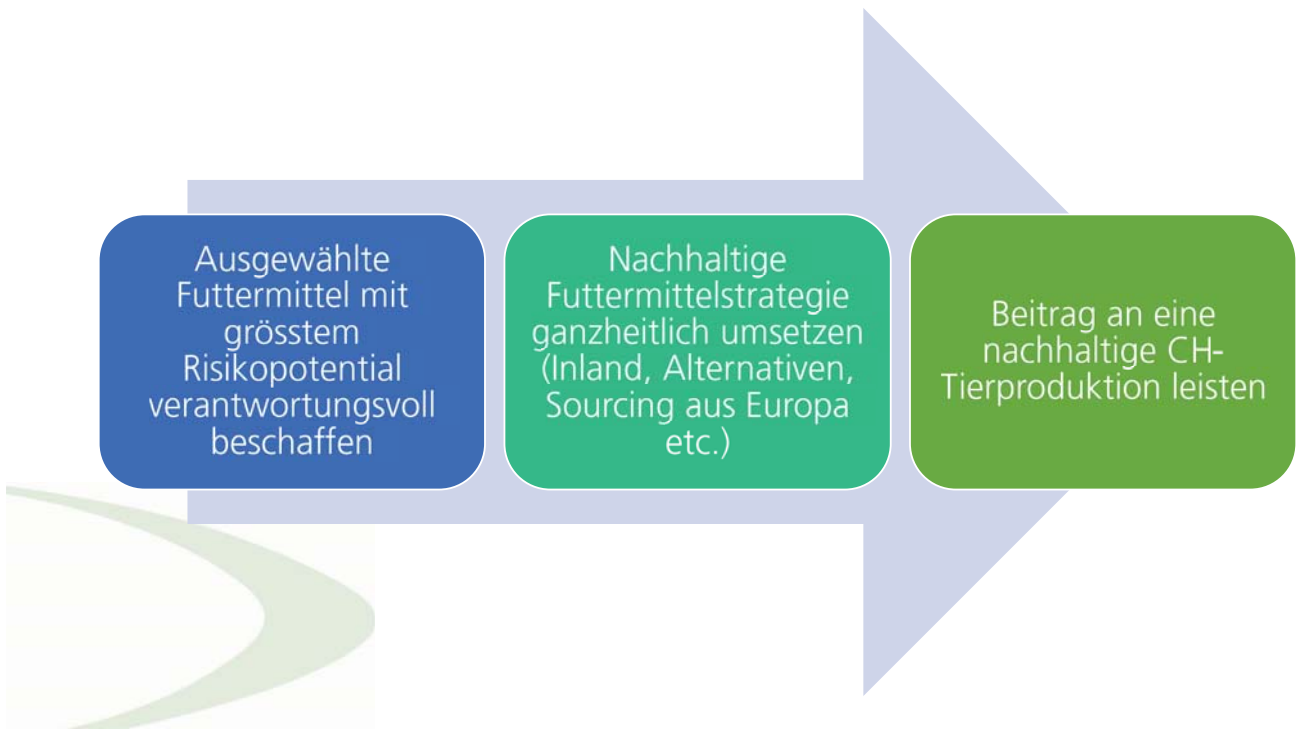 Ausgewählte
Futtermittel mit
grösstem
Risikopotential
verantwortungsvoll
beschaffen
Nachhaltige
Futtermittelstrategie
ganzheitlich umsetzen
(Inland, Alternativen,
Sourcing aus Europa
etc.)
Beitrag an eine
nachhaltige CH-
Tierproduktion leisten